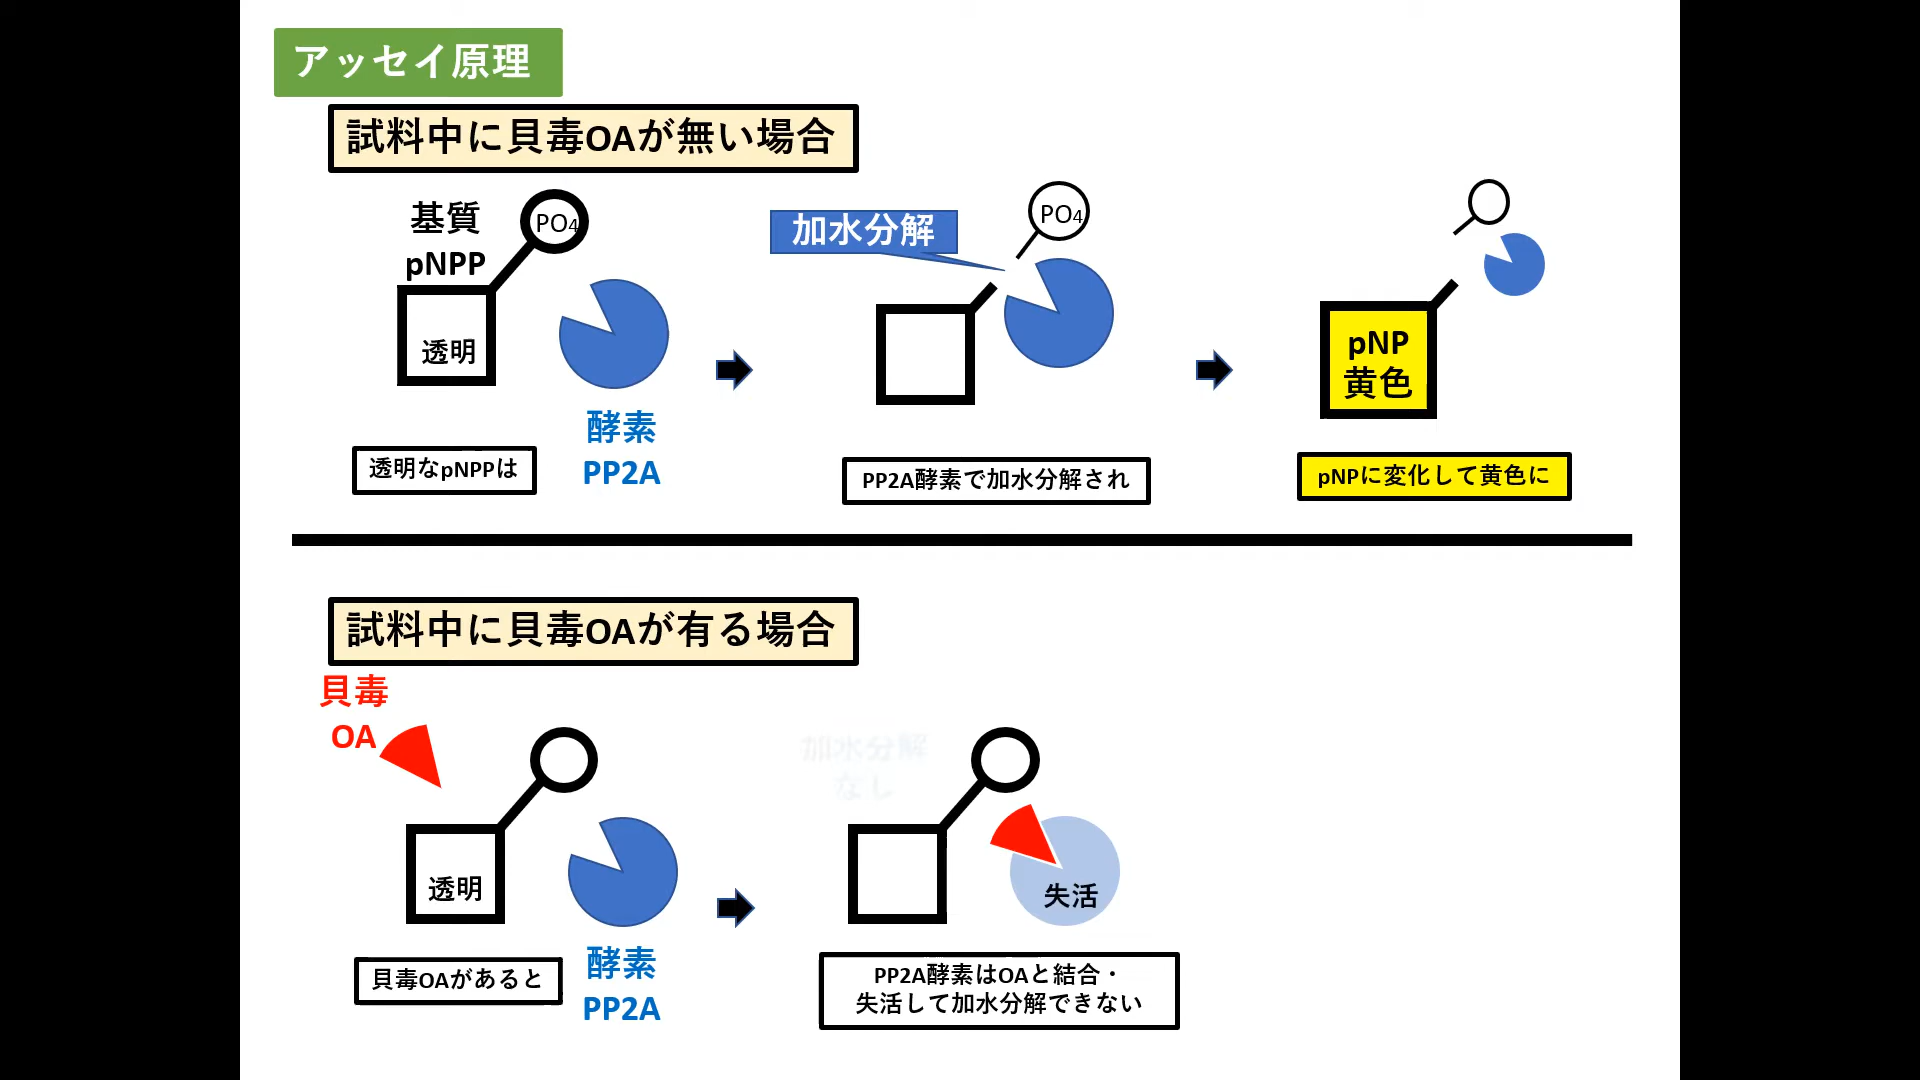 アッセイ原理
試料中に貝毒OAが無い場合
基質
pNPP
PO4
透明
酵素
PP2A
透明なpNPPは
加水分解
PO4
PP2A酵素で加水分解され
pNP
黄色
pNPに変化して黄色に
試料中に貝毒OAが有る場合
貝毒
OA
透明
酵素
PP2A
貝毒OAがあると
加水分解
なし
失活
PP2A酵素はOAと結合・
失活して加水分解できない